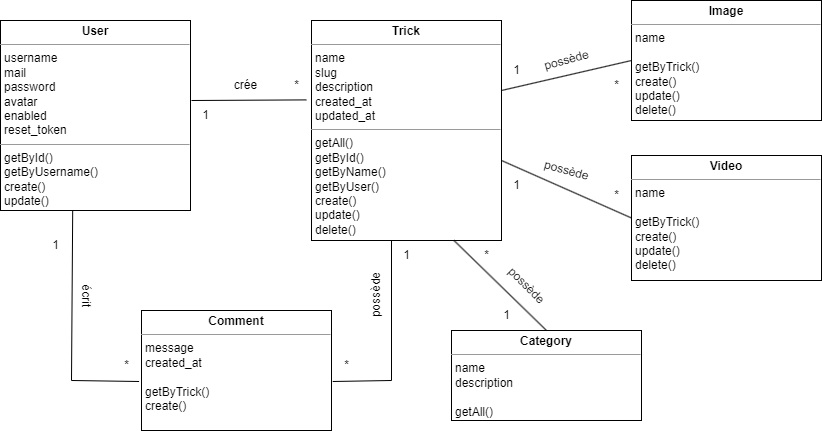 User
username
mail
password
avatar
enabled
reset_token
getById()
getByUsername()
create()
update()
crée
1
*
Trick
name
slug
description
created_at
updated_at
getAll()
getById()
getByName()
getByUser()
create()
update()
delete()
1
possède
*
Image
name
getByTrick()
create()
update()
delete()
possède
1
*
Video
name
getByTrick()
create()
update()
delete()
1
écrit
*
Comment
message
created_at
getByTrick()
create()
1
possède
*
*
possède
1
Category
name
description
getAll()